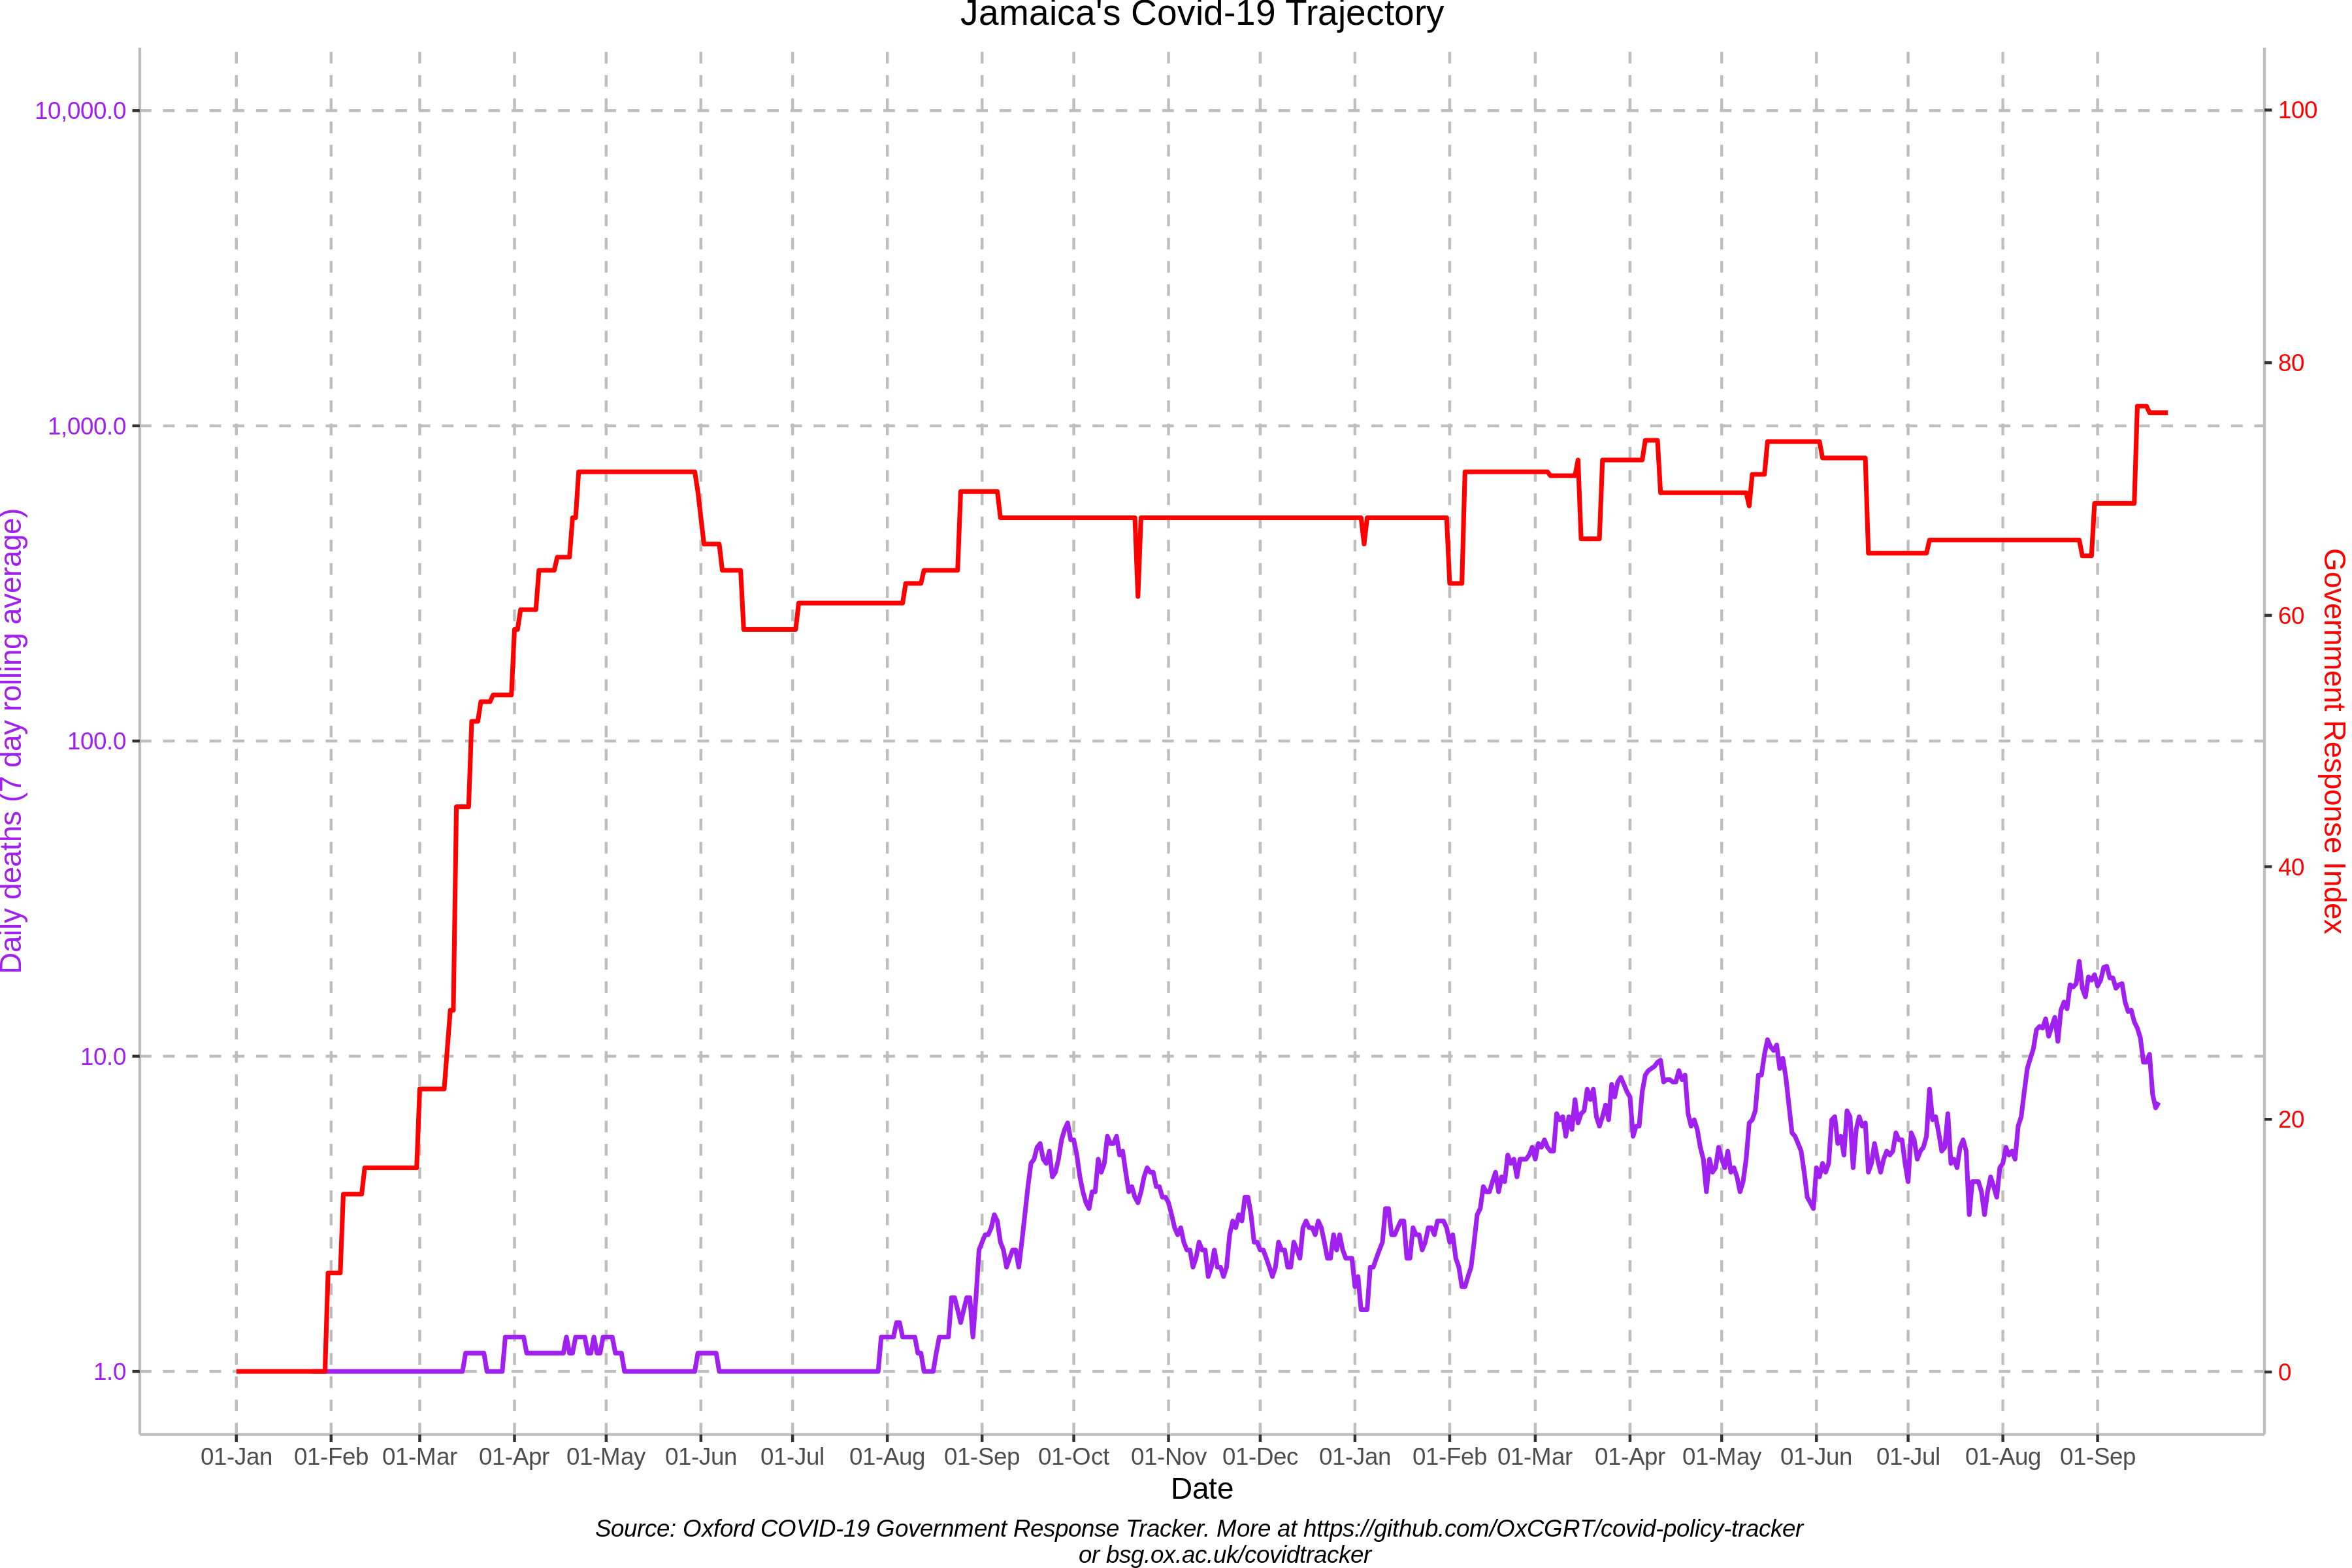 Jamaica's Covid-19 Trajectory
10,000.0
1,000.0
100.0
10.0
1.0
Daily deaths (7 day rolling average)
100
80
60
40
20
0
Government Response Index
01-Jan 01-Feb 01-Mar 01-Apr 01-May 01-Jun 01-Jul 01-Aug 01-Sep 01-Oct 01-Nov 01-Dec 01-Jan 01-Feb 01-Mar 01-Apr 01-May 01-Jun 01-Jul 01-Aug 01-Sep
Date
Source: Oxford COVID-19 Government Response Tracker. More at https://github.com/OxCGRT/covid-policy-tracker
or bsg.ox.ac.uk/covidtracker